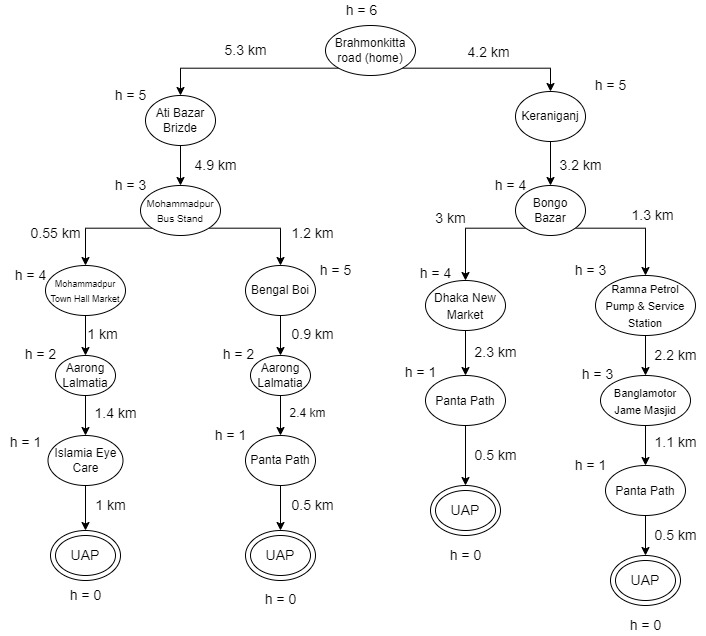 h = 6
Brahmonkitta
road (home)
5.3 km
4.2 km
h = 5
Ati Bazar
Brizde
h = 5
Keraniganj
4.9 km
3.2 km
h = 3
Mohammadpur
Bus Stand
h = 4
Bongo
Bazar
0.55 km
1.2 km
3 km
1.3 km
h = 4
Mohammadpur
Town Hall Market
h = 5
Bengal Boi
h = 4
Dhaka New
Market
h = 3
Ramna Petrol
Pump & Service
Station
1 km
0.9 km
2.3 km
2.2 km
h = 2
Aarong
Lalmatia
h = 2
Aarong
Lalmatia
h = 1
Panta Path
h = 3
Banglamotor
Jame Masjid
1.4 km
2.4 km
0.5 km
1.1 km
h = 1
Islamia Eye
Care
h = 1
Panta Path
UAP
h = 0
h = 1
Panta Path
1 km
0.5 km
0.5 km
UAP
h = 0
UAP
h = 0
UAP
h = 0